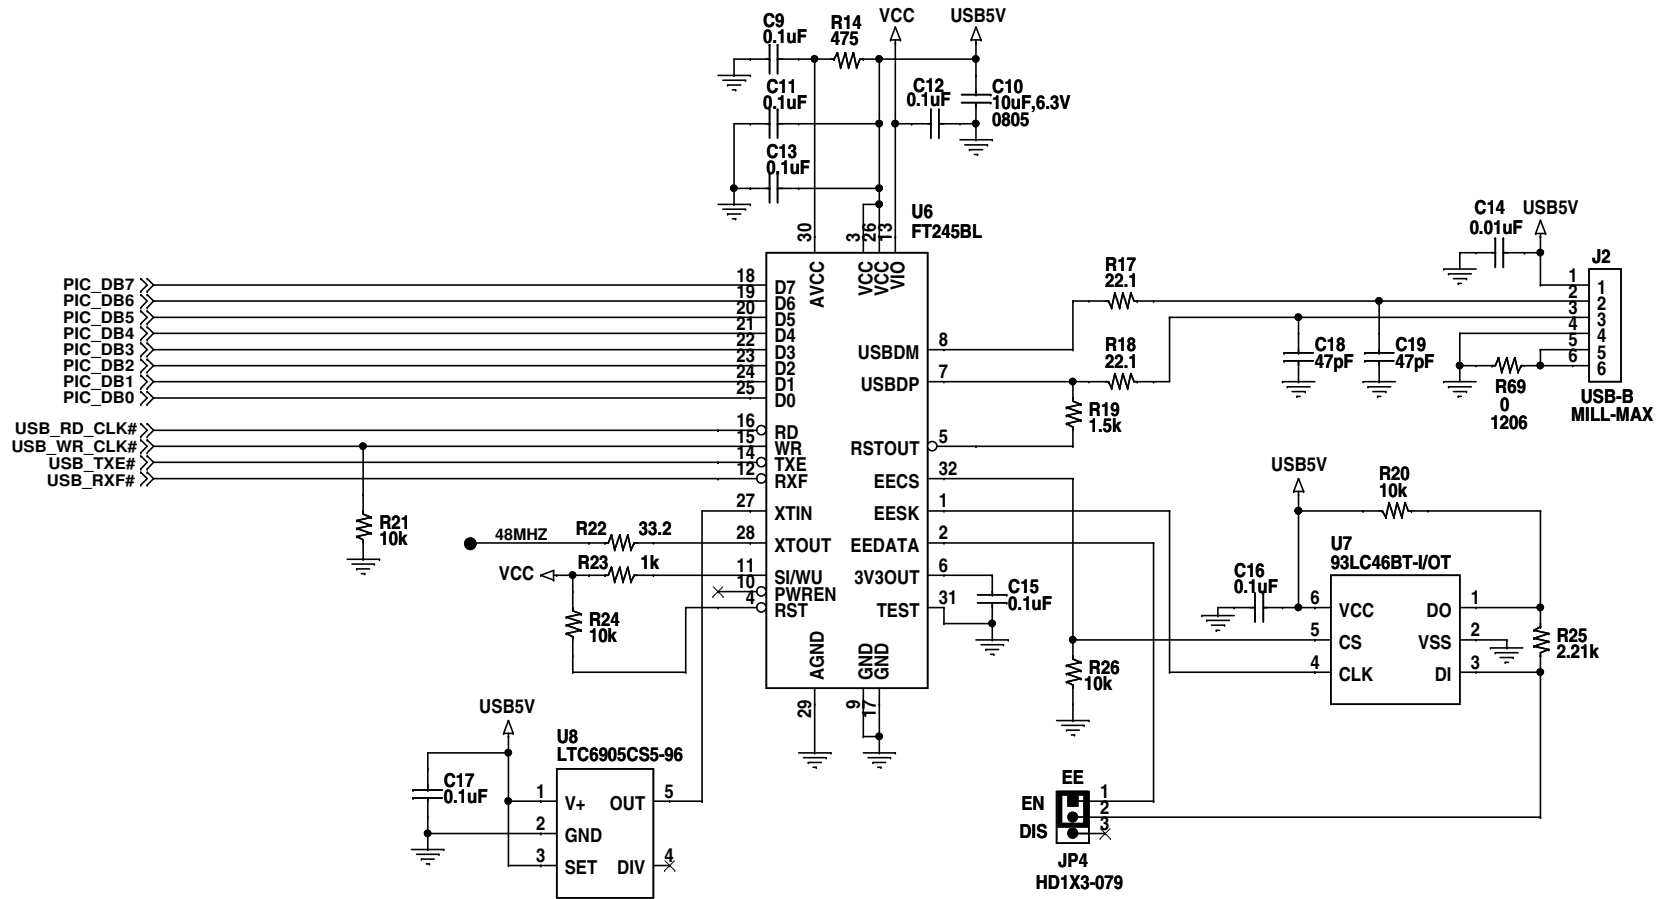 C9
0.1uF
R14
475
VCC
USB5V
C11
0.1uF
C12
0.1uF
C10
10uF,6.3V
0805
C13
0.1uF
U6
FT245BL
30
3
26
13
AVCC
VCC
VCC
VIO
PIC_DB7
PIC_DB6
PIC_DB5
PIC_DB4
PIC_DB3
PIC_DB2
PIC_DB1
PIC_DB0
18
19
20
21
22
23
24
25
D7
D6
D5
D4
D3
D2
D1
D0
USB_RD_CLK#
USB_WR_CLK#
USB_TXE#
USB_RXF#
16
15
14
12
RD
WR
TXE
RXF
R21
10k
27
XTIN
48MHZ
R22
33.2
28
XTOUT
VCC
R23
1k
11
SI/WU
10
PWREN
4
RST
R24
10k
AGND
GND
GND
29
9
17
USBDM
8
USBDP
7
RSTOUT
5
EECS
32
EESK
1
EEDATA
2
3V3OUT
6
TEST
31
C15
0.1uF
R17
22.1
R18
22.1
R19
1.5k
C18
47pF
C19
47pF
C14
0.01uF
USB5V
J2
1
2
3
4
5
6
1
2
3
4
5
6
R69
0
1206
USB-B
MILL-MAX
USB5V
R20
10k
U7
93LC46BT-I/OT
C16
0.1uF
6
5
4
VCC
CS
CLK
DO
VSS
DI
1
2
3
R25
2.21k
R26
10k
USB5V
U8
LTC6905CS5-96
C17
0.1uF
1
2
3
V+
GND
SET
OUT
DIV
5
4
EE
EN
DIS
1
2
3
JP4
HD1X3-079